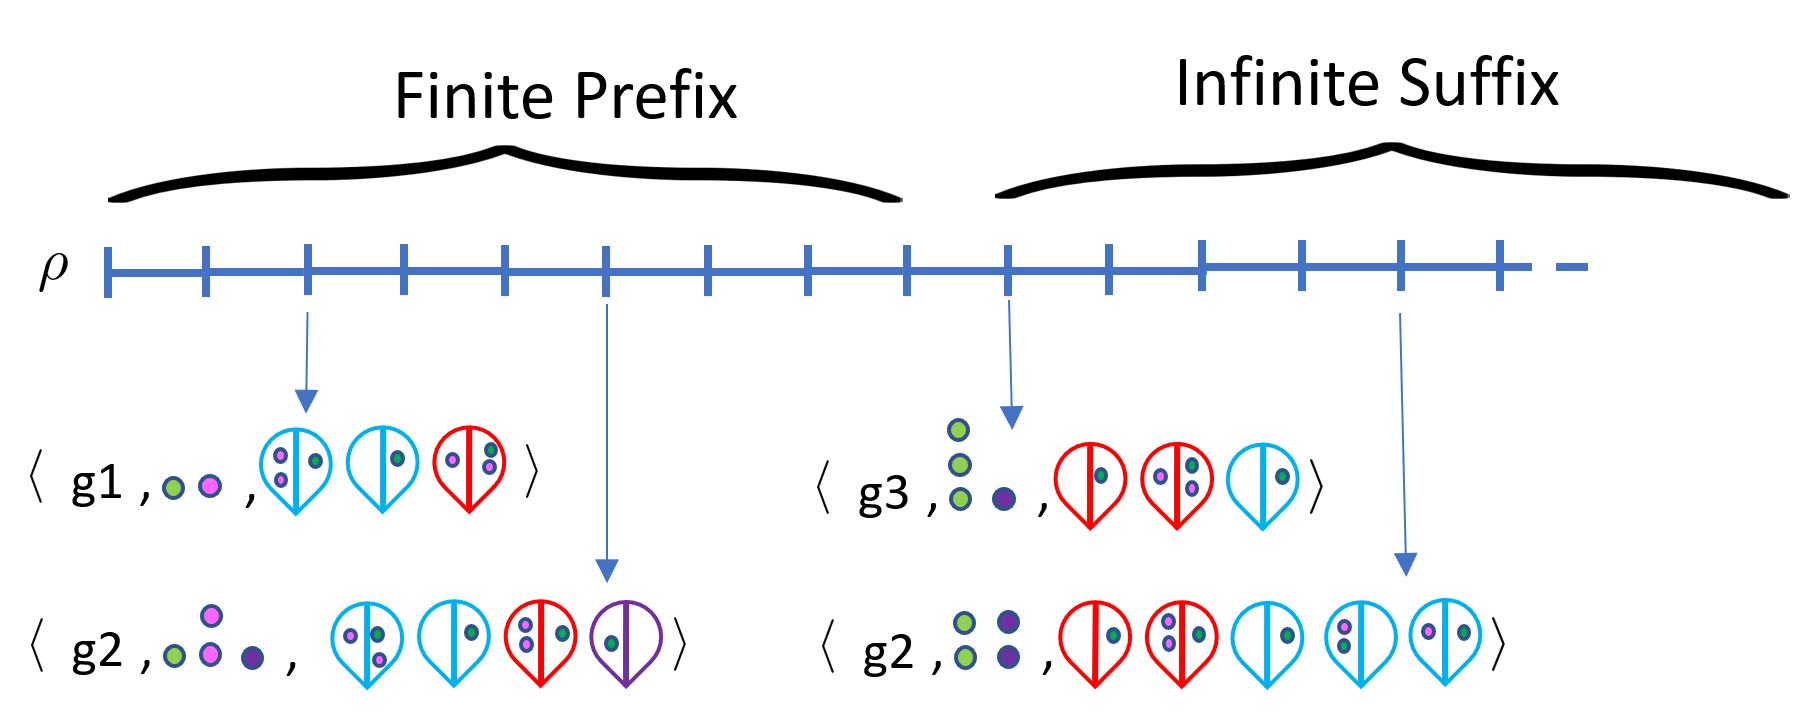 Finite Prefix
Infinite Suffix
ρ
⟨ g1 , , ⟩
⟨ g3 , , ⟩
⟨ g2 , , ⟩
⟨ g2 , , ⟩